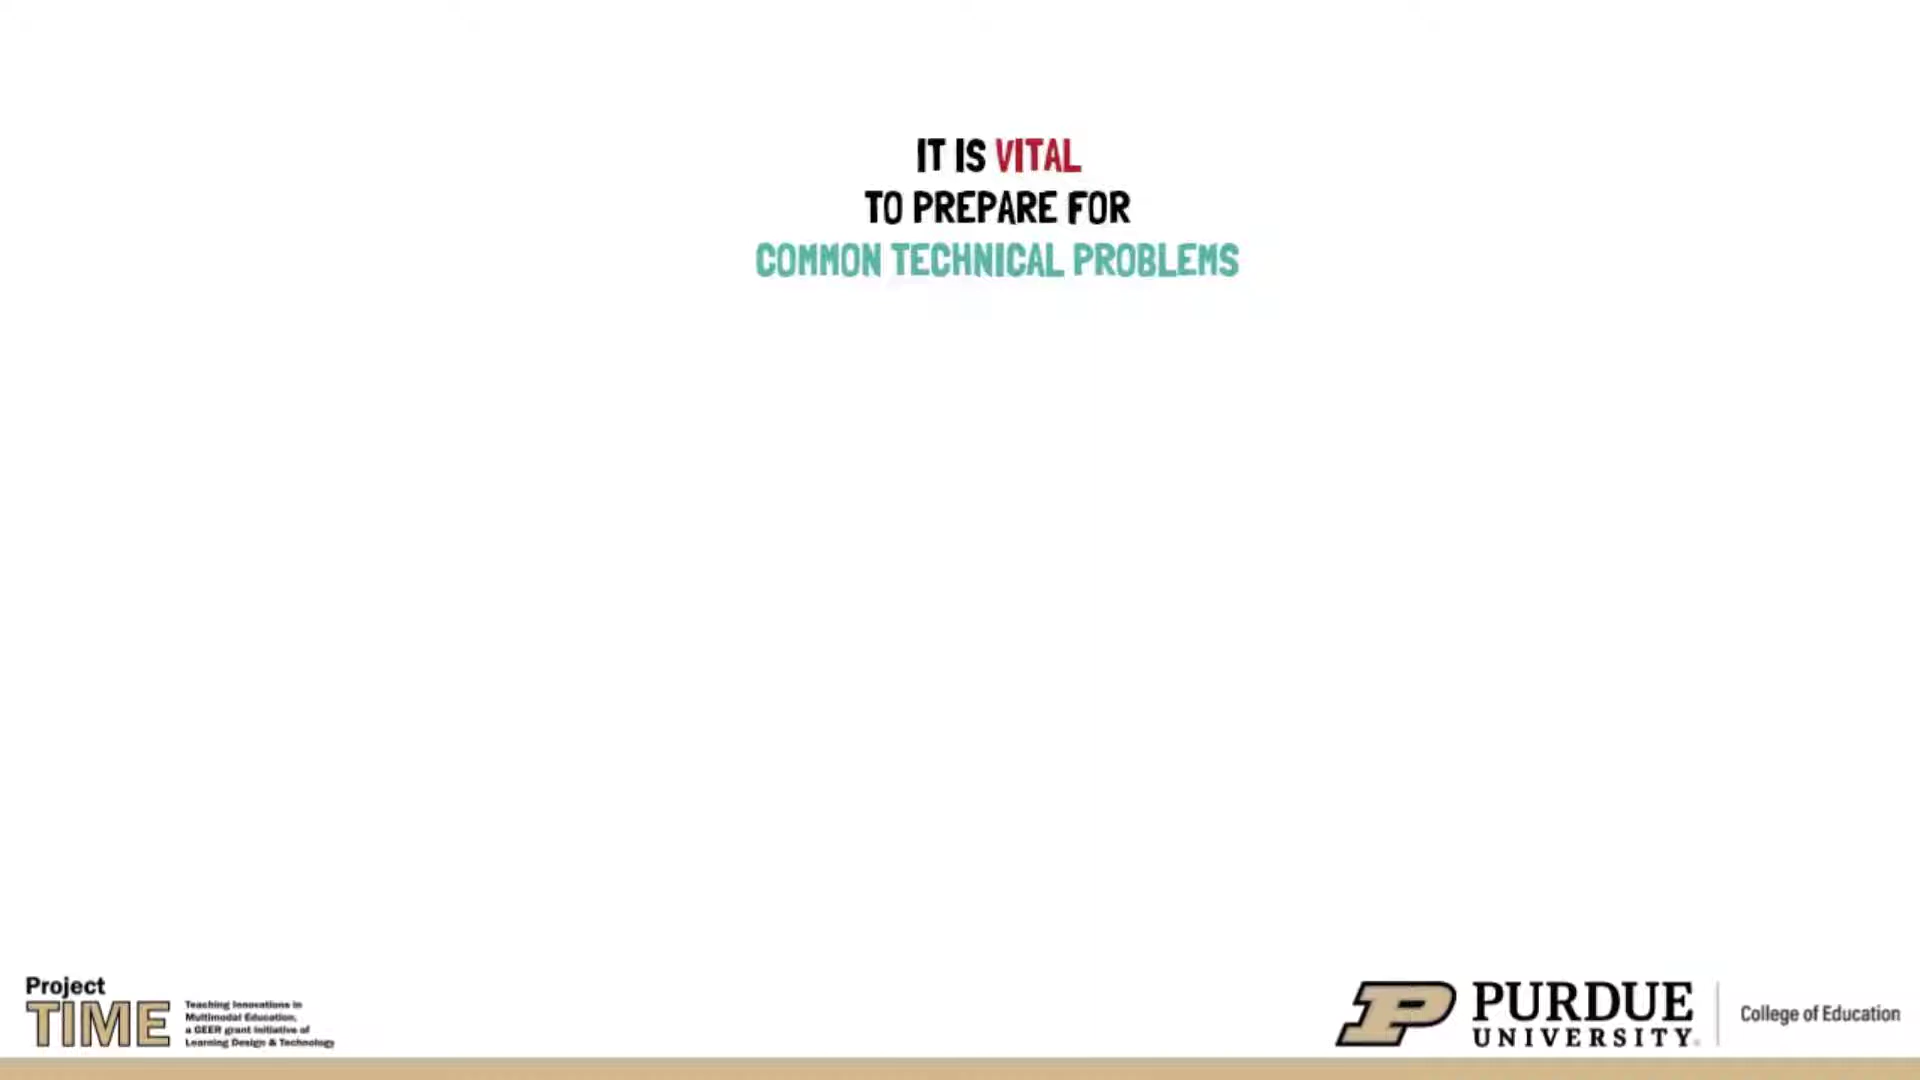 IT IS VITAL
TO PREPARE FOR
COMMON TECHNICAL PROBLEMS
Project
TIME
Teaching Innovations in
Multimodal Education,
a GEER grant initiative of
Learning Design & Technology
PURDUE
UNIVERSITY
College of Education